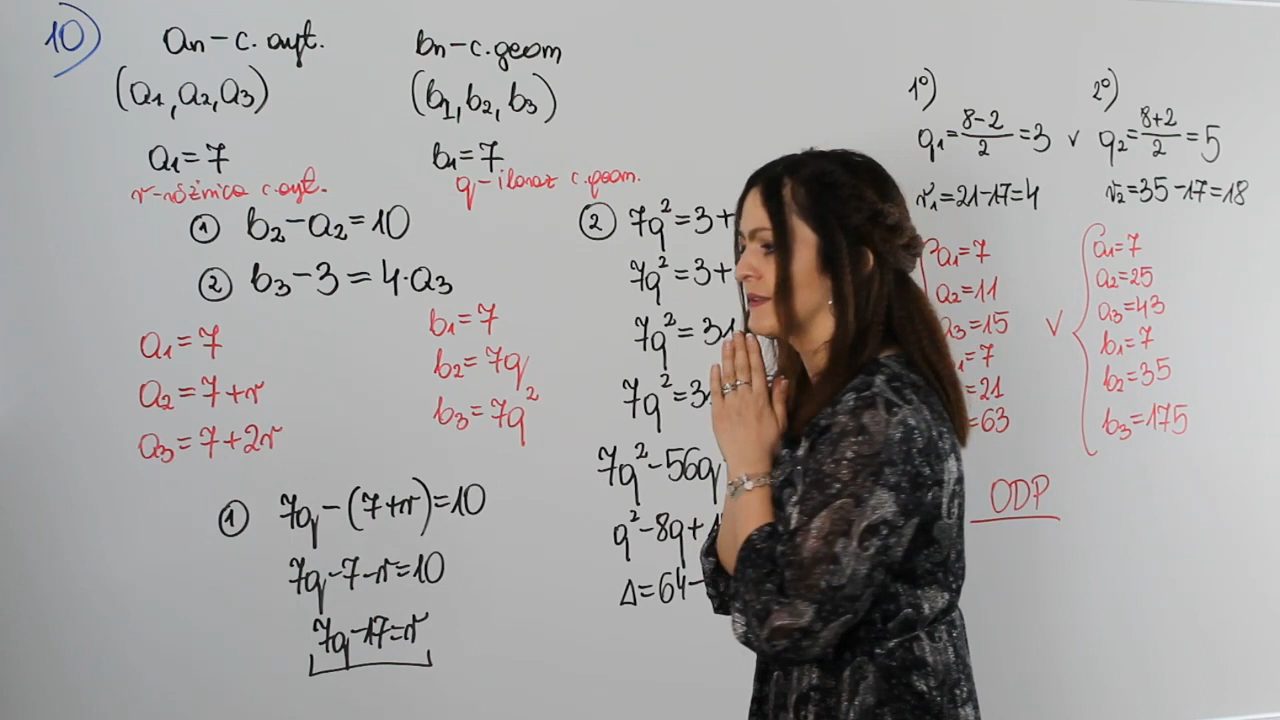 10)
an-c. ayt.
(a1, a2, a3)
a1=7
r-różnica c. ayt.
bn-c.geom
(b1, b2, b3)
b1=7
q-iloraz c.geom.
① b2-a2=10
② b3-3=4·a3
a1=7
a2=7+r
a3=7+2r
b1=7
b2=7q
b3=7q²
① 7q-(7+r)=10
7q-7-r=10
7q-17=r
② 7q²=3+
7q²=3+
7q²=31
7q²=3
7q²-56q
q²-8q+1
Δ=64-
1°)
q1=8-2/2=3 v
r1=21-17=4
a1=7
a2=11
a3=15
1=7
=21
=63
v
2°)
q2=8+2/2=5
r2=35-17=18
a1=7
a2=25
a3=43
b1=7
b2=35
b3=175
ODP